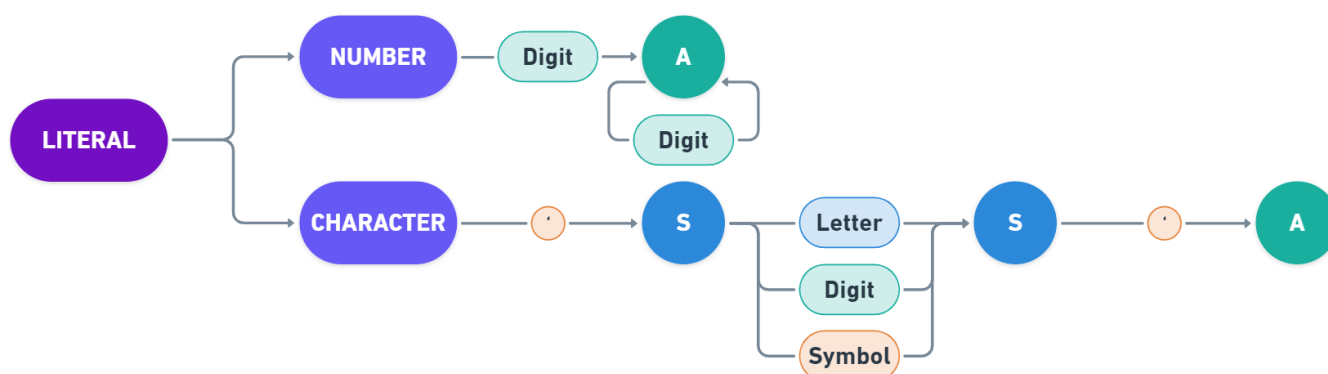 NUMBER
Digit
A
Digit
LITERAL
CHARACTER
'
S
Letter
Digit
Symbol
S
'
A